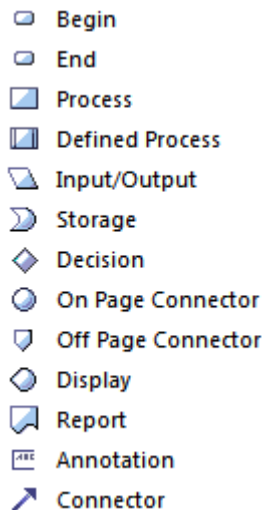 Begin
End
Process
Defined Process
Input/Output
Storage
Decision
On Page Connector
Off Page Connector
Display
Report
Annotation
Connector